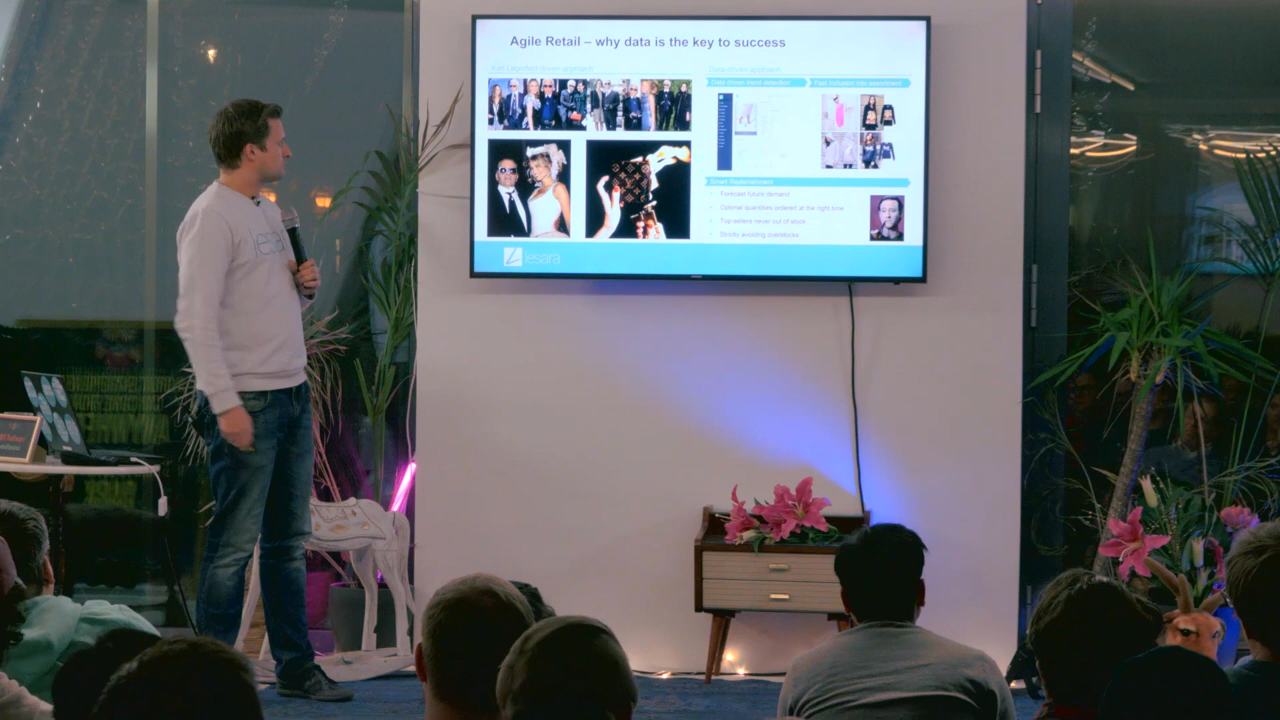 Agile Retail – why data is the key to success
Karl Lagerfeld-driven approach
Data-driven approach
Data driven trend detection
Fast inclusion into assortment
Smart Replenishment
Forecast future demand
Optimal quantities ordered at the right time
Top-sellers never out of stock
Strictly avoiding overstocks
lesara
lesara